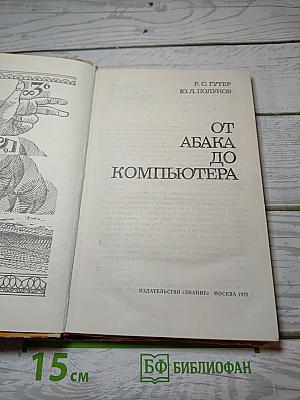 Р. С. ГУТЕР
Ю. Л. ПОЛУНОВ
ОТ
АБАКА
ДО
КОМПЬЮТЕРА
ИЗДАТЕЛЬСТВО «ЗНАНИЕ» МОСКВА 1975
15 см
БФ БИБЛИОФАН